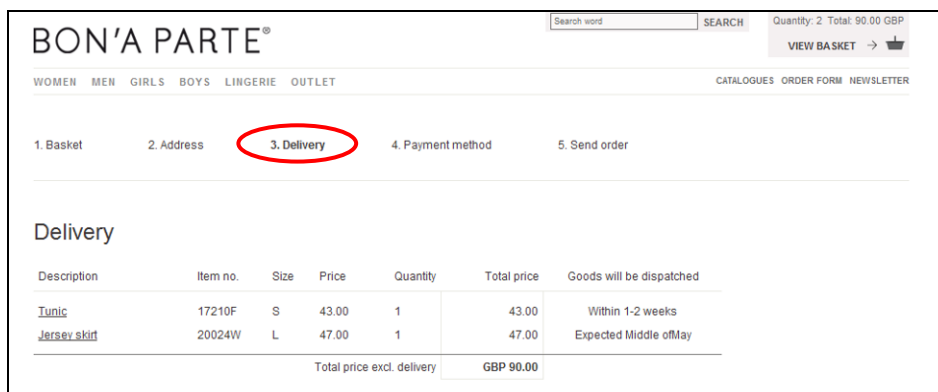 Search word SEARCH Quantity: 2 Total: 90.00 GBP
BON'A PARTE®
VIEW BASKET →
WOMEN MEN GIRLS BOYS LINGERIE OUTLET CATALOGUES ORDER FORM NEWSLETTER
1. Basket 2. Address 3. Delivery 4. Payment method 5. Send order
Delivery
Description Item no. Size Price Quantity Total price Goods will be dispatched
Tunic 17210F S 43.00 1 43.00 Within 1-2 weeks
Jersey skirt 20024W L 47.00 1 47.00 Expected Middle ofMay
Total price excl. delivery GBP 90.00